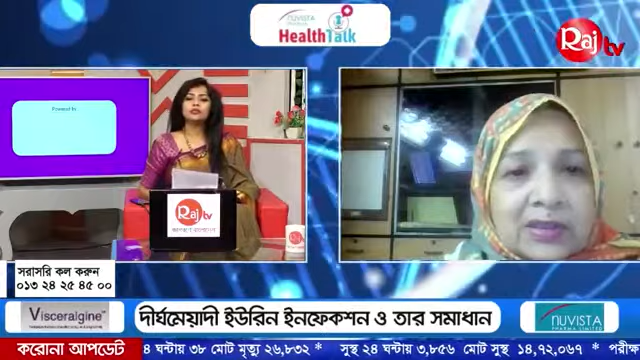 NUVISTA
HealthTalk
Raj tv
Powered by
Raj tv
সরাসরি কল করুন
০১৩ ২৪ ২৫ ৪৫ ০০
Visceralgine
দীর্ঘমেয়াদী ইউরিন ইনফেকশন ও তার সমাধান
NUVISTA
PHARMA LIMITED
করোনা আপডেট ৪ ঘন্টায় ৩৮ মোট মৃত্যু ২৬,৮৩২ * সুস্থ ২৪ ঘন্টায় ৩,৮৫৬ মোট সুস্থ ১৪,৭২,০৬৭ * পরীক্ষ